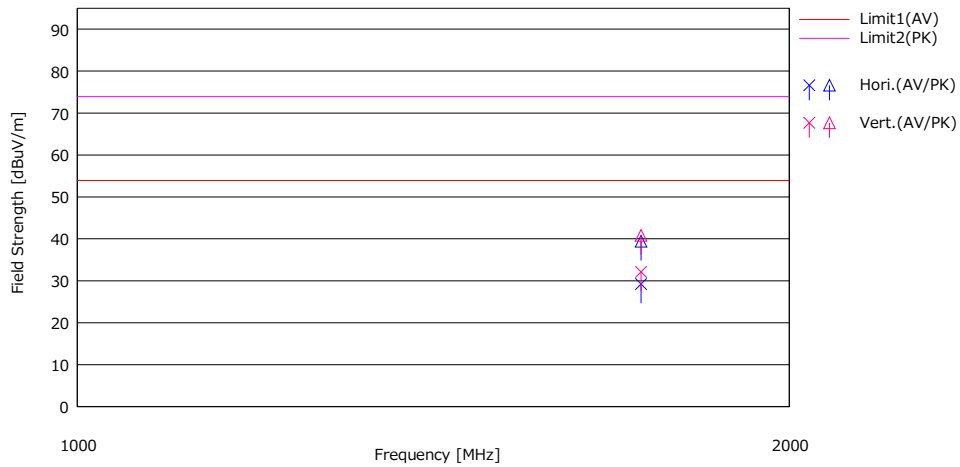 90
80
70
60
50
40
30
20
10
0
Field Strength [dBuV/m]
1000
2000
Frequency [MHz]
Limit1(AV)
Limit2(PK)
Hori.(AV/PK)
Vert.(AV/PK)